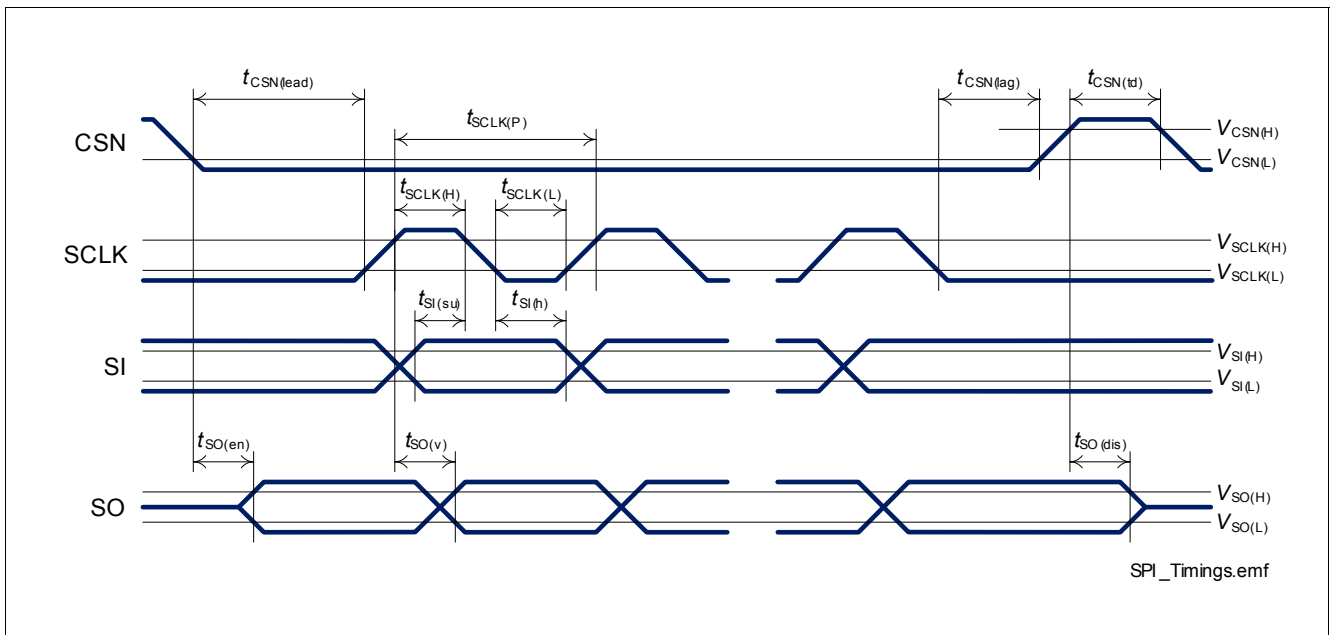 tCSN(lead)
tCSN(lag)
tCSN(td)
tSCLK(P)
CSN
VCSN(H)
VCSN(L)
tSCLK(H)
tSCLK(L)
SCLK
VSCLK(H)
VSCLK(L)
tSI(su)
tSI(h)
SI
VSI(H)
VSI(L)
tSO(en)
tSO(v)
tSO(dis)
SO
VSO(H)
VSO(L)
SPI_Timings.emf